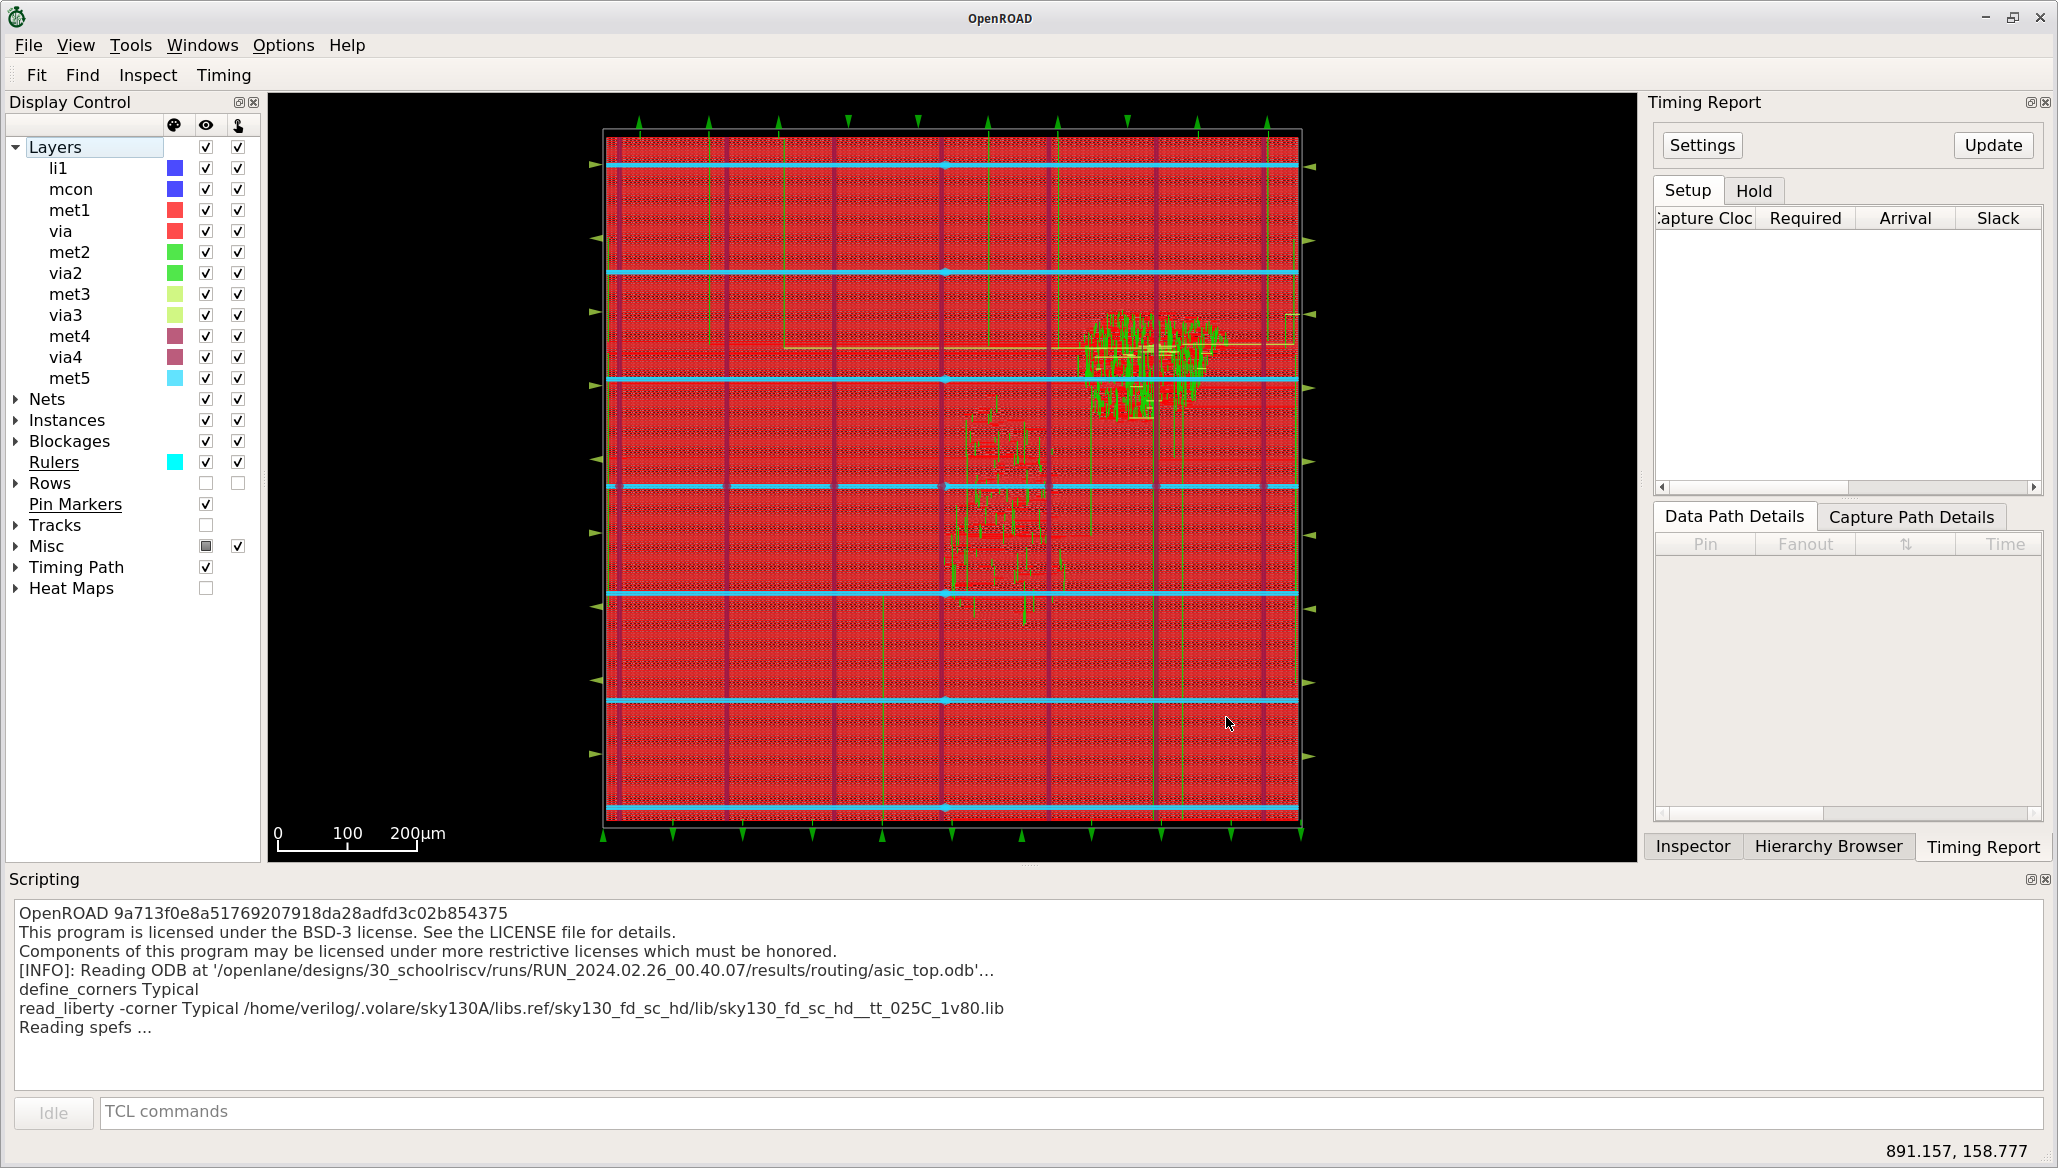 OpenROAD
File View Tools Windows Options Help
Fit Find Inspect Timing
Display Control
Layers
li1
mcon
met1
via
met2
via2
met3
via3
met4
via4
met5
Nets
Instances
Blockages
Rulers
Rows
Pin Markers
Tracks
Misc
Timing Path
Heat Maps
0 100 200µm
Timing Report
Settings Update
Setup Hold
Capture Cloc Required Arrival Slack
Data Path Details Capture Path Details
Pin Fanout ⇅ Time
Inspector Hierarchy Browser Timing Report
Scripting
OpenROAD 9a713f0e8a51769207918da28adfd3c02b854375
This program is licensed under the BSD-3 license. See the LICENSE file for details.
Components of this program may be licensed under more restrictive licenses which must be honored.
[INFO]: Reading ODB at '/openlane/designs/30_schoolriscv/runs/RUN_2024.02.26_00.40.07/results/routing/asic_top.odb'…
define_corners Typical
read_liberty -corner Typical /home/verilog/.volare/sky130A/libs.ref/sky130_fd_sc_hd/lib/sky130_fd_sc_hd__tt_025C_1v80.lib
Reading spefs ...
Idle TCL commands
891.157, 158.777